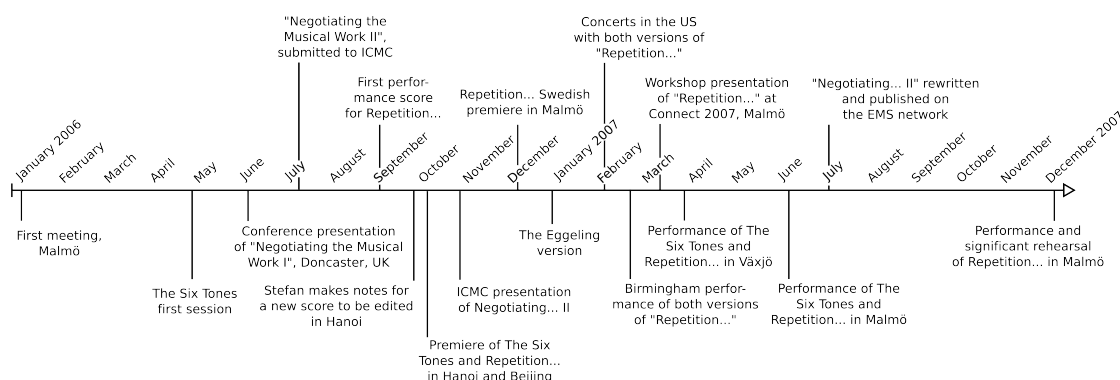 "Negotiating the
Musical Work II",
submitted to ICMC
Concerts in the US
with both versions of
"Repetition..."
First perfor-
mance score
for Repetition...
Repetition... Swedish
premiere in Malmö
Workshop presentation
of "Repetition..." at
Connect 2007, Malmö
"Negotiating... II" rewritten
and published on
the EMS network
January 2006
February
March
April
May
June
July
August
September
October
November
December
January 2007
February
March
April
May
June
July
August
September
October
November
December 2007
First meeting,
Malmö
The Six Tones
first session
Conference presentation
of "Negotiating the Musical
Work I", Doncaster, UK
Stefan makes notes for
a new score to be edited
in Hanoi
Premiere of The Six
Tones and Repetition...
in Hanoi and Beijing
ICMC presentation
of Negotiating... II
The Eggeling
version
Birmingham perfor-
mance of both versions
of "Repetition..."
Performance of The
Six Tones and
Repetition... in Växjö
Performance of The
Six Tones and
Repetition... in Malmö
Performance and
significant rehearsal
of Repetition... in Malmö